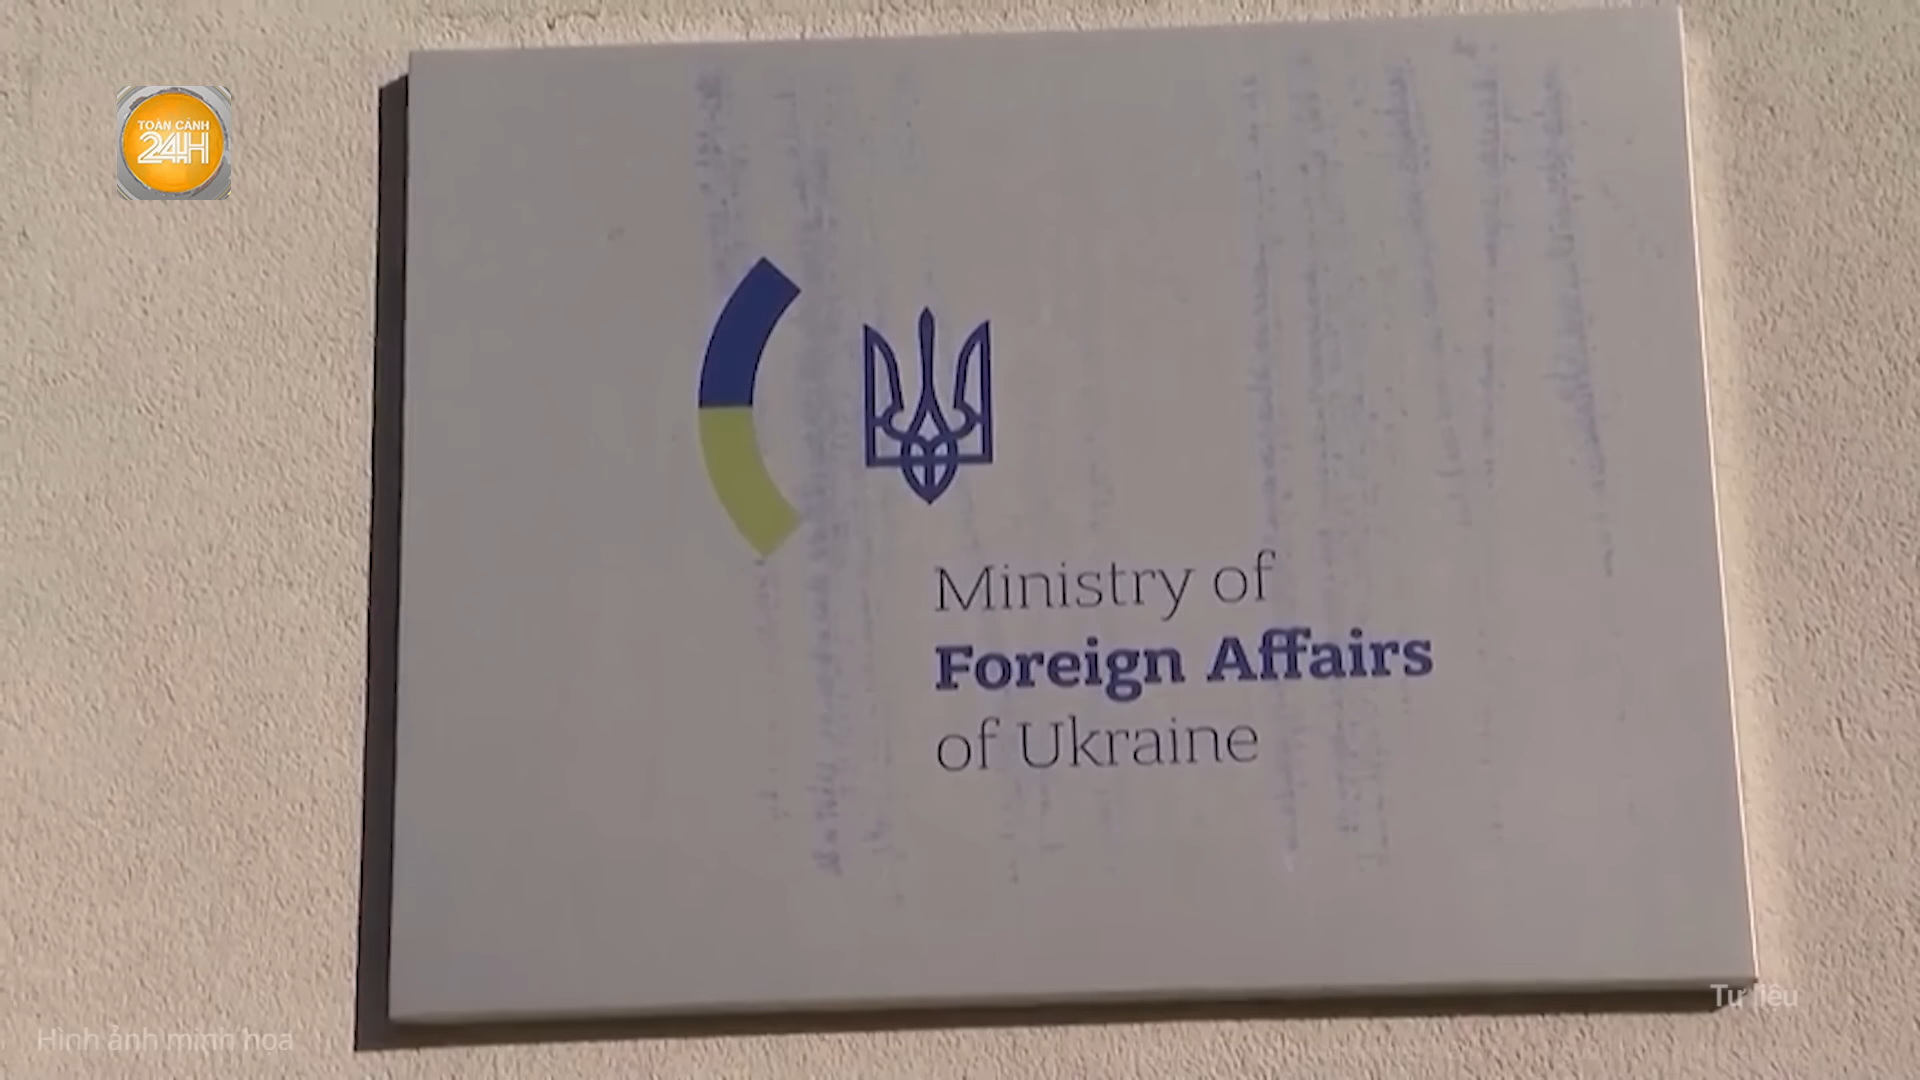 TOÀN CẢNH
24H
Ministry of
Foreign Affairs
of Ukraine
Tư liệu
Hình ảnh minh họa